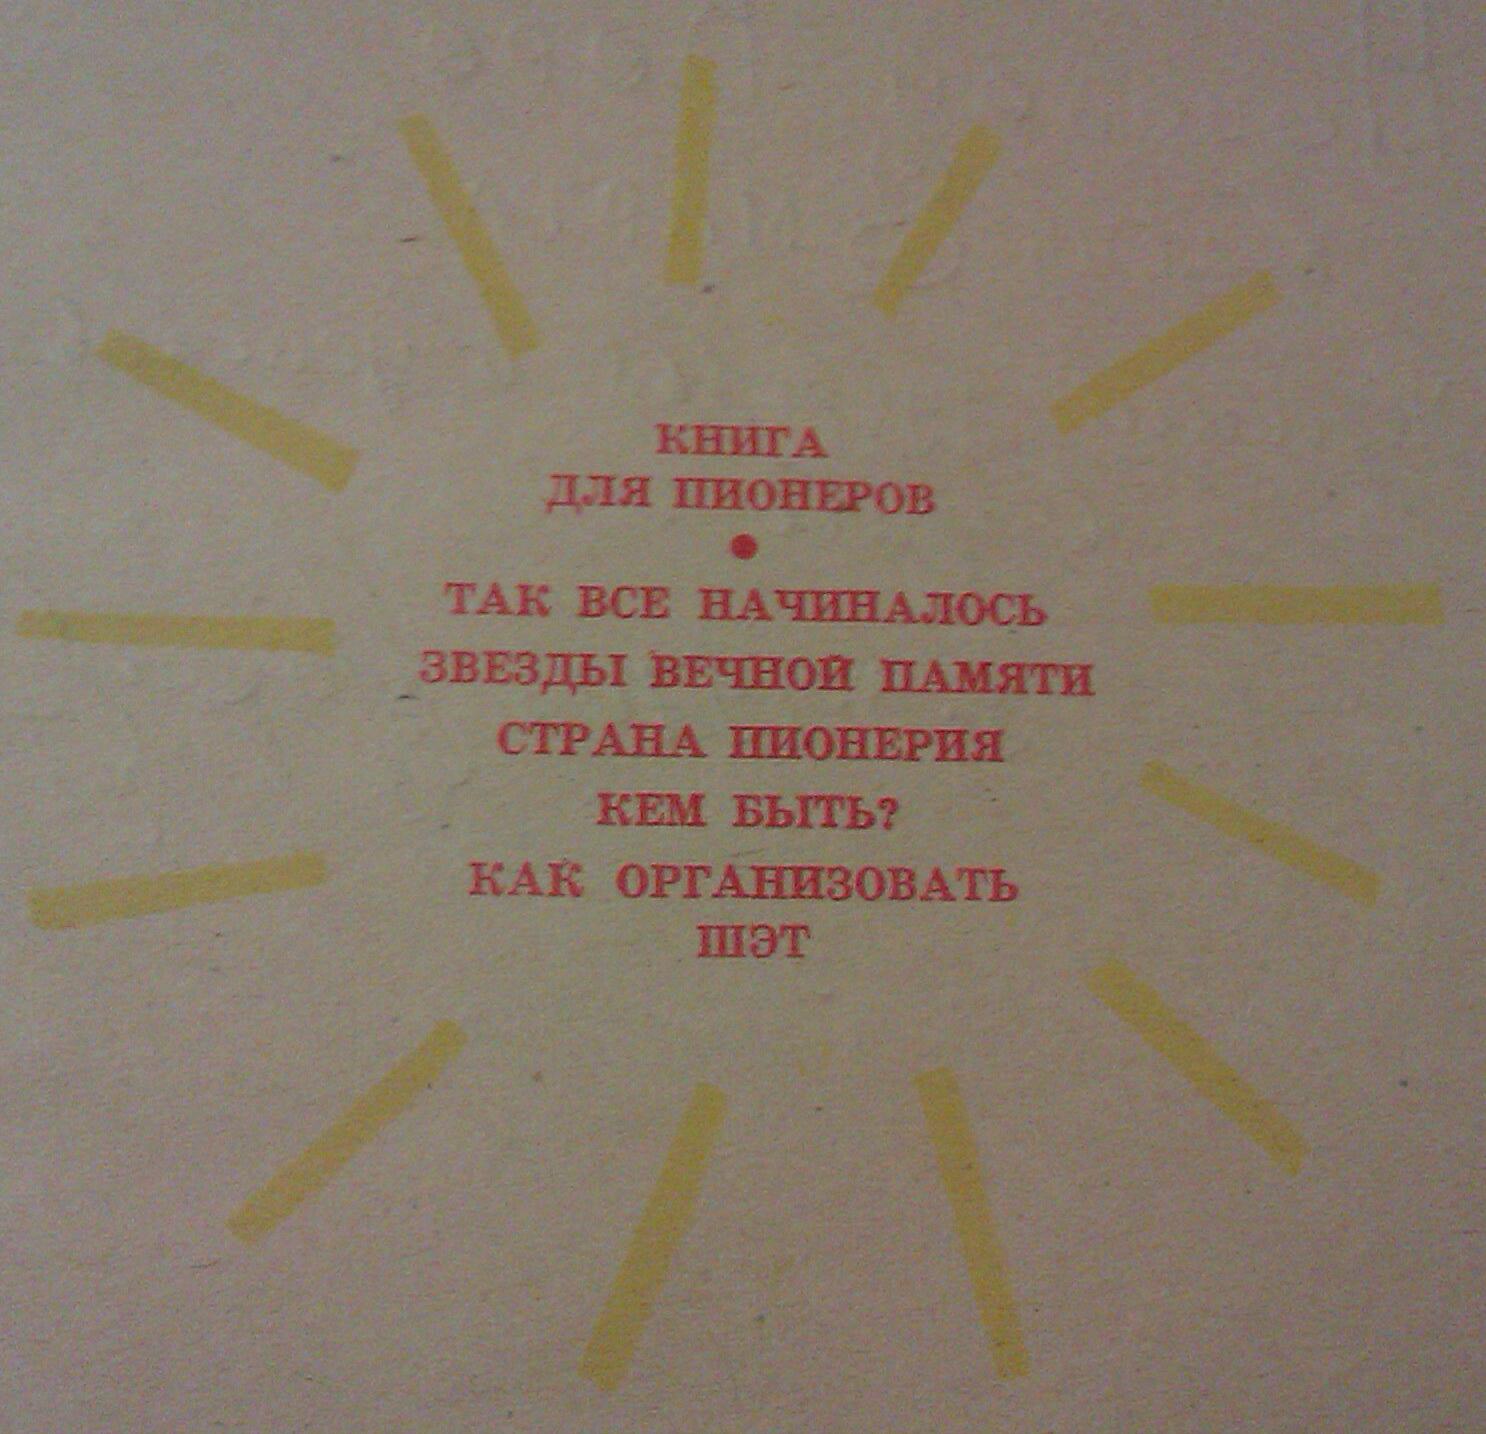 КНИГА
ДЛЯ ПИОНЕРОВ
ТАК ВСЕ НАЧИНАЛОСЬ
ЗВЕЗДЫ ВЕЧНОЙ ПАМЯТИ
СТРАНА ПИОНЕРИЯ
КЕМ БЫТЬ?
КАК ОРГАНИЗОВАТЬ
ШЭТ